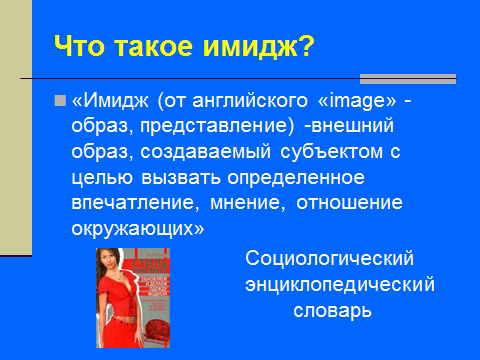 Что такое имидж?
«Имидж (от английского «image» -
образ, представление) -внешний
образ, создаваемый субъектом с
целью вызвать определенное
впечатление, мнение, отношение
окружающих»
Социологический
энциклопедический
словарь